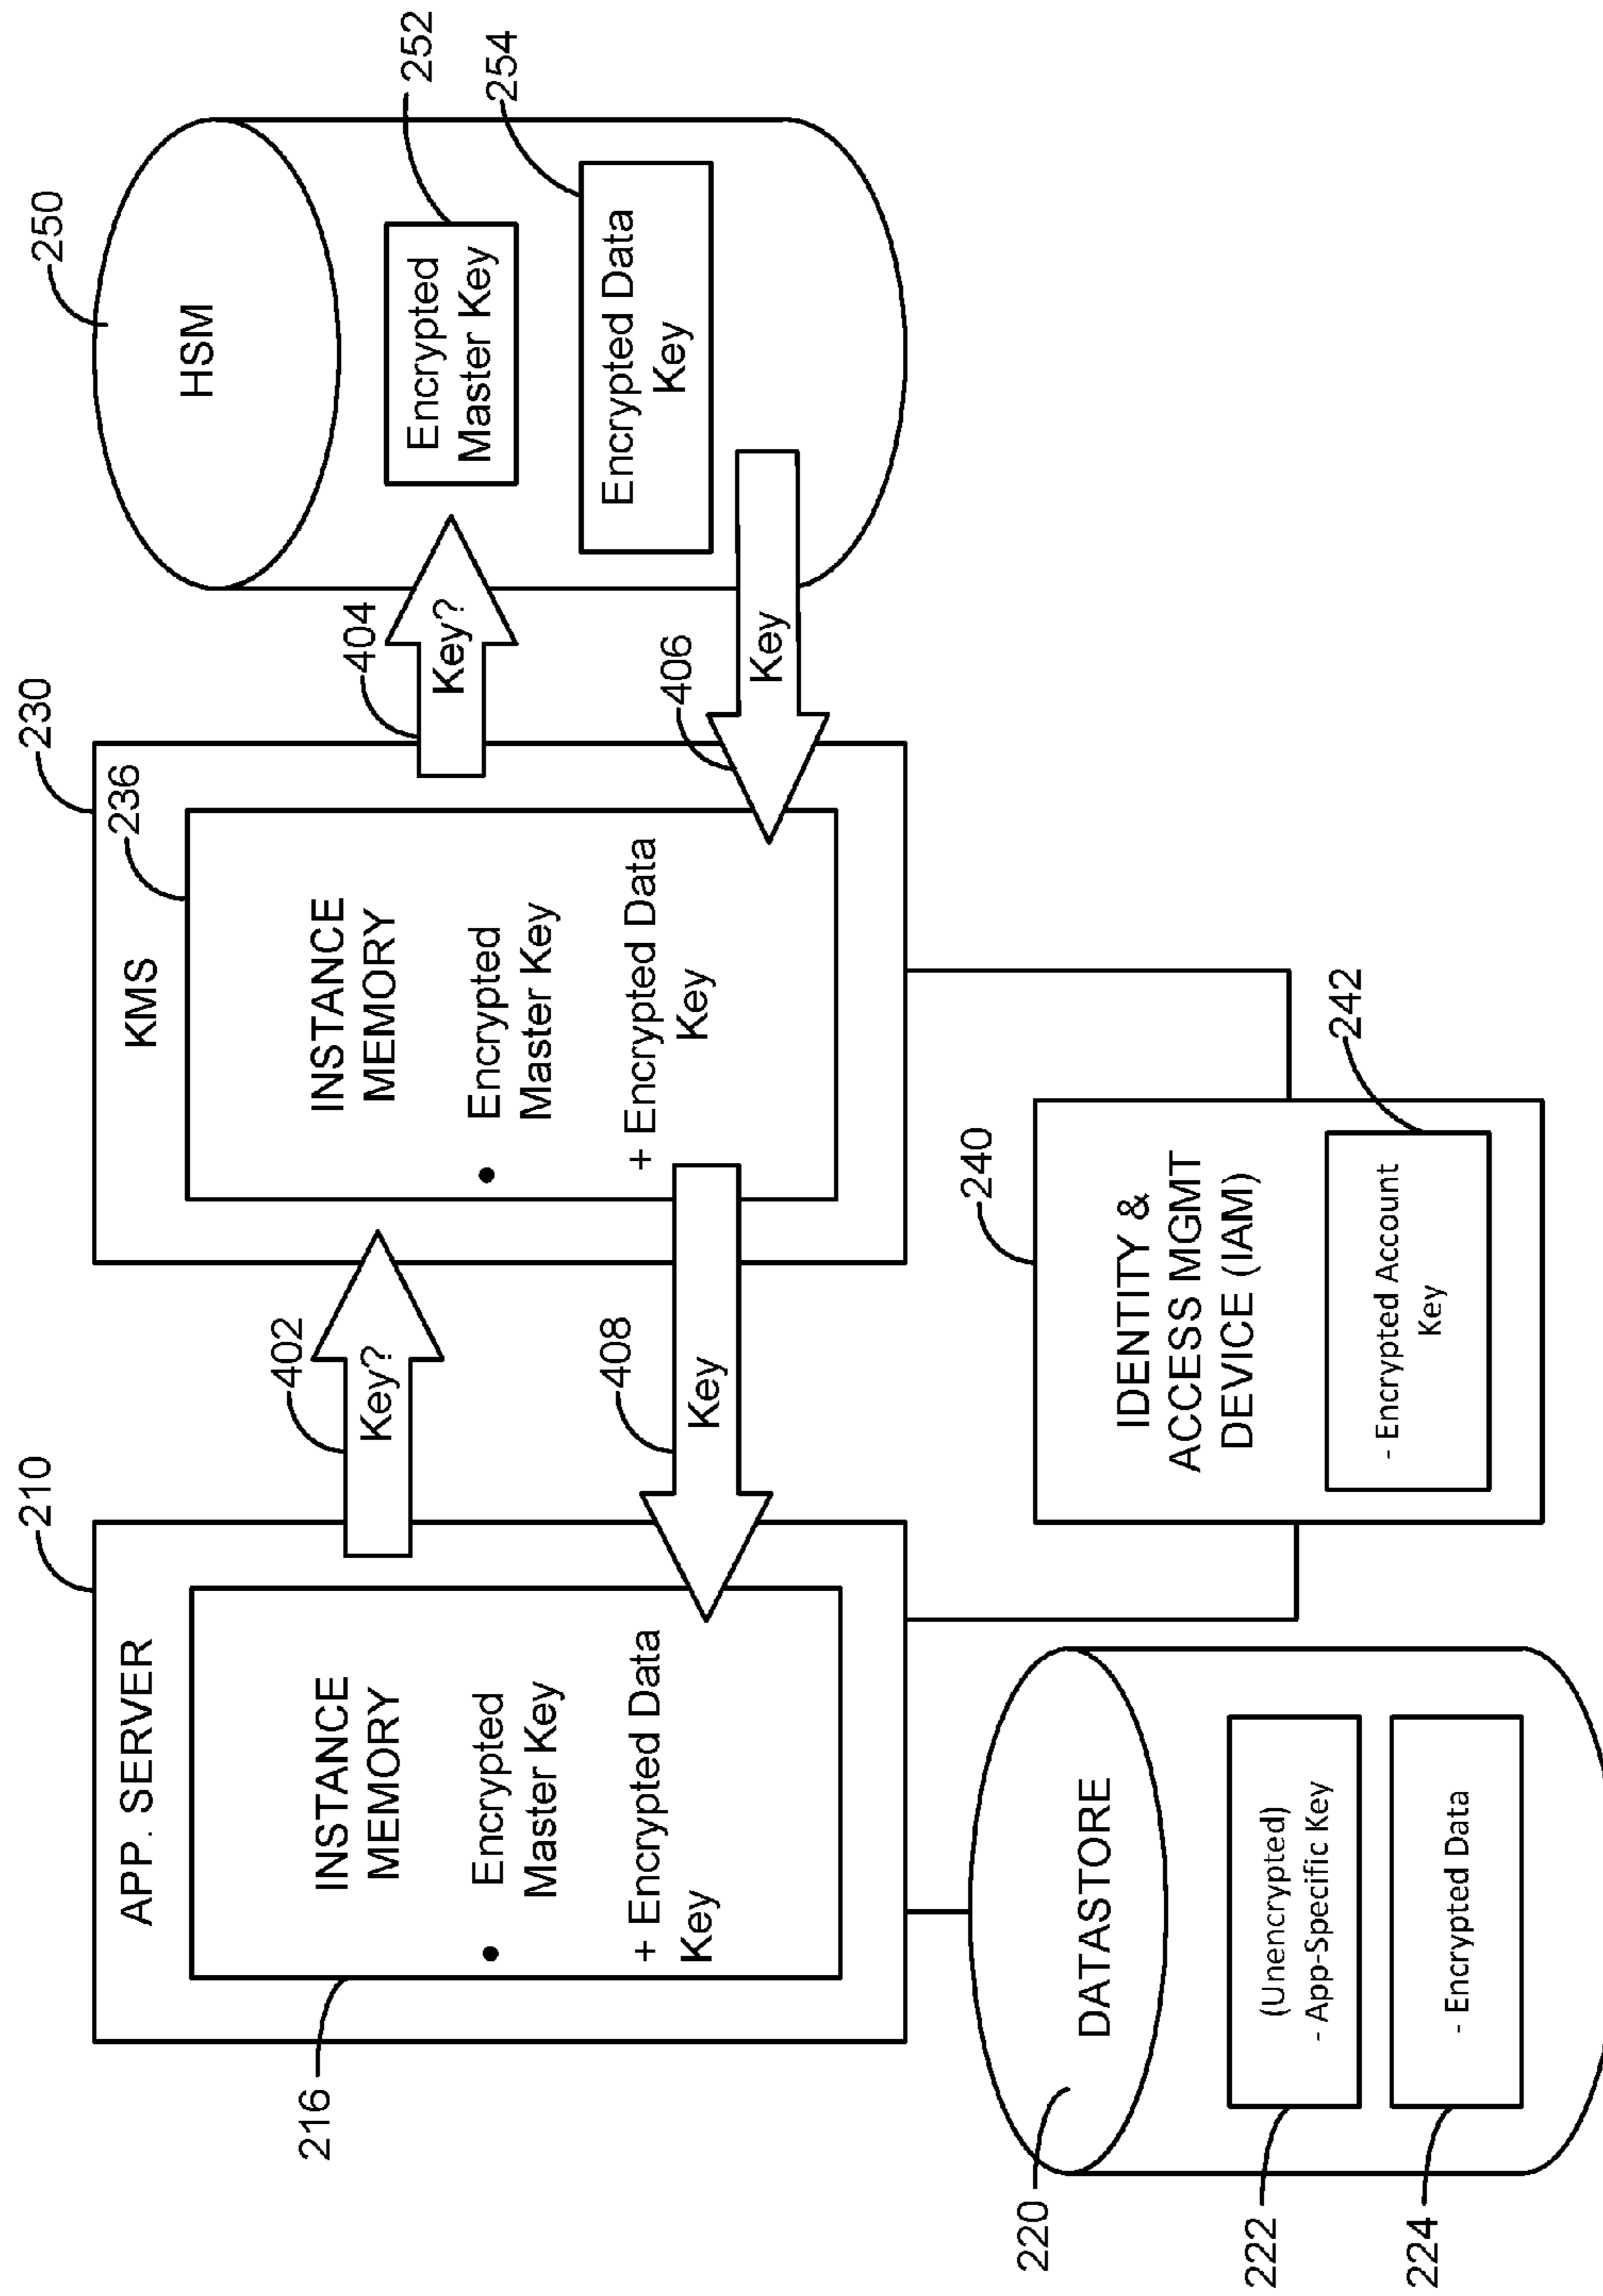 210
APP. SERVER
INSTANCE
MEMORY
• Encrypted
Master Key
+ Encrypted Data
Key
216
402
Key?
408
Key
230
KMS
236
INSTANCE
MEMORY
• Encrypted
Master Key
+ Encrypted Data
Key
404
Key?
406
Key
250
HSM
Encrypted
Master Key
252
Encrypted Data
Key
254
220
DATASTORE
(Unencrypted)
- App-Specific Key
222
- Encrypted Data
224
240
IDENTITY &
ACCESS MGMT
DEVICE (IAM)
- Encrypted Account
Key
242